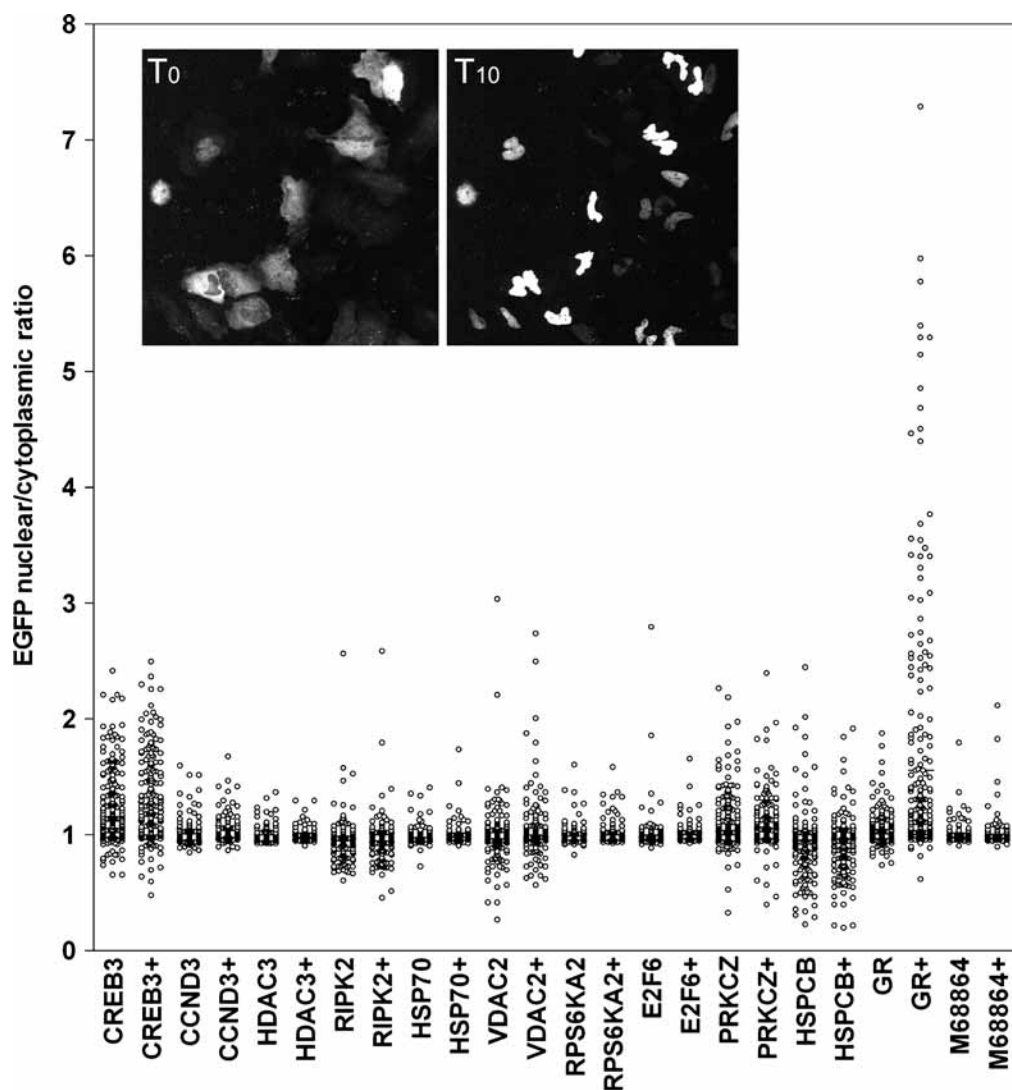 8
7
6
5
4
3
2
1
0
EGFP nuclear/cytoplasmic ratio
T0
T10
CREB3
CREB3+
CCND3
CCND3+
HDAC3
HDAC3+
RIPK2
RIPK2+
HSP70
HSP70+
VDAC2
VDAC2+
RPS6KA2
RPS6KA2+
E2F6
E2F6+
PRKCZ
PRKCZ+
HSPCB
HSPCB+
GR
GR+
M68864
M68864+